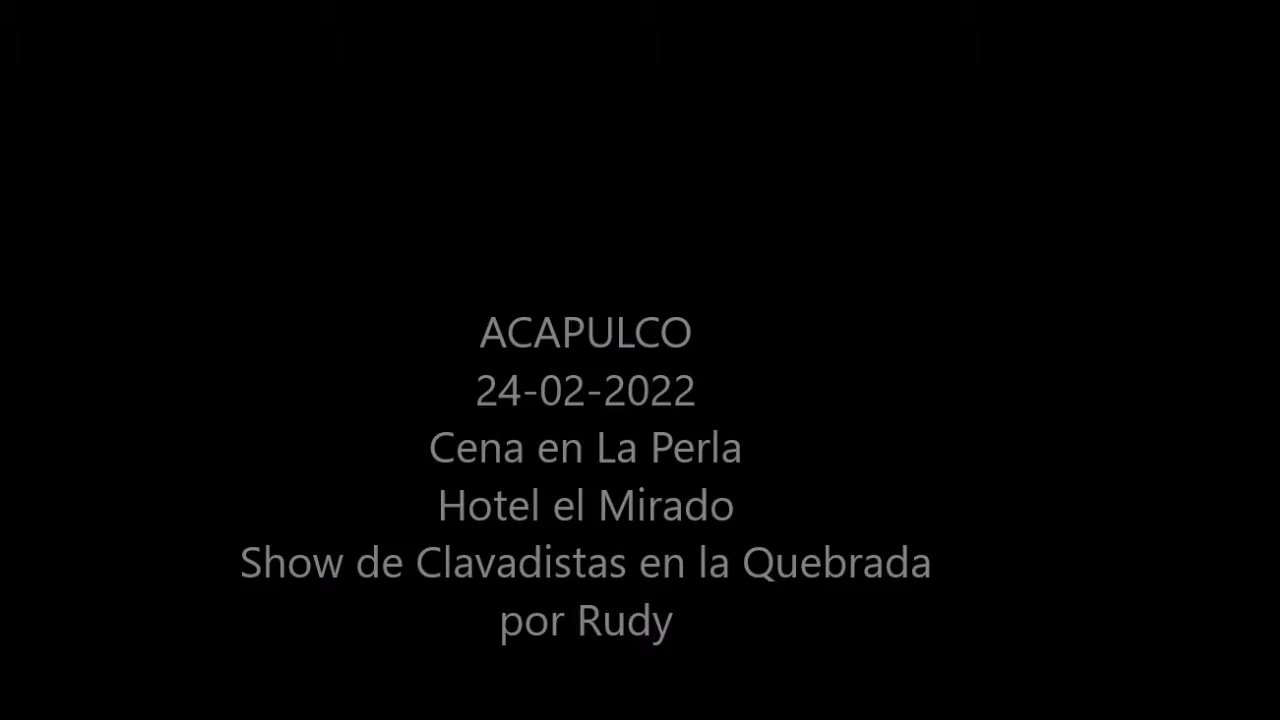 ACAPULCO
24-02-2022
Cena en La Perla
Hotel el Mirado
Show de Clavadistas en la Quebrada
por Rudy